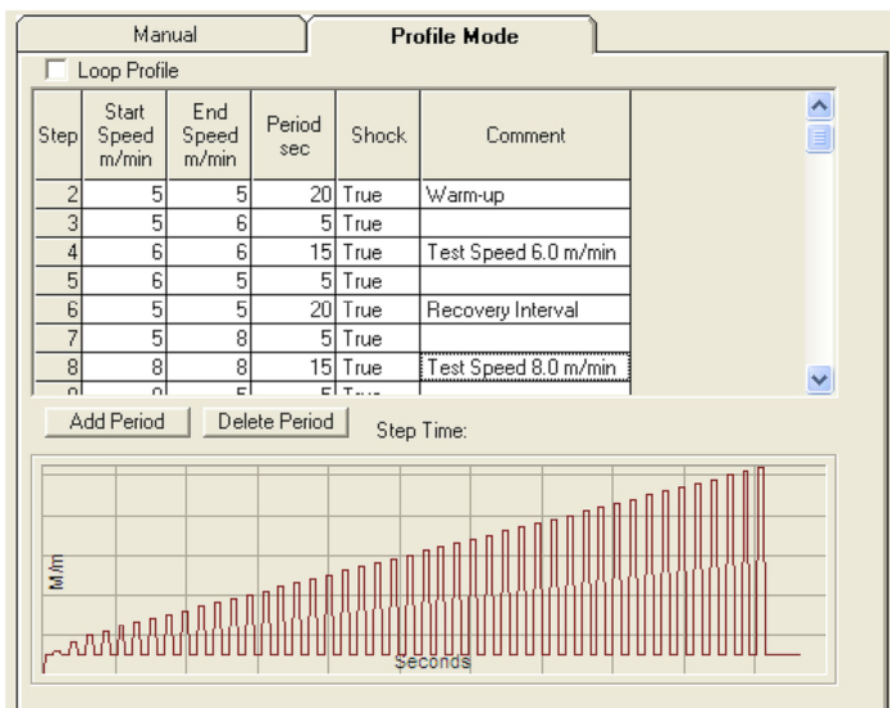 Manual Profile Mode
Loop Profile
Step Start Speed m/min End Speed m/min Period sec Shock Comment
2 5 5 20 True Warm-up
3 5 6 5 True
4 6 6 15 True Test Speed 6.0 m/min
5 6 5 5 True
6 5 5 20 True Recovery Interval
7 5 8 5 True
8 8 8 15 True Test Speed 8.0 m/min
Add Period Delete Period Step Time:
M/m
Seconds